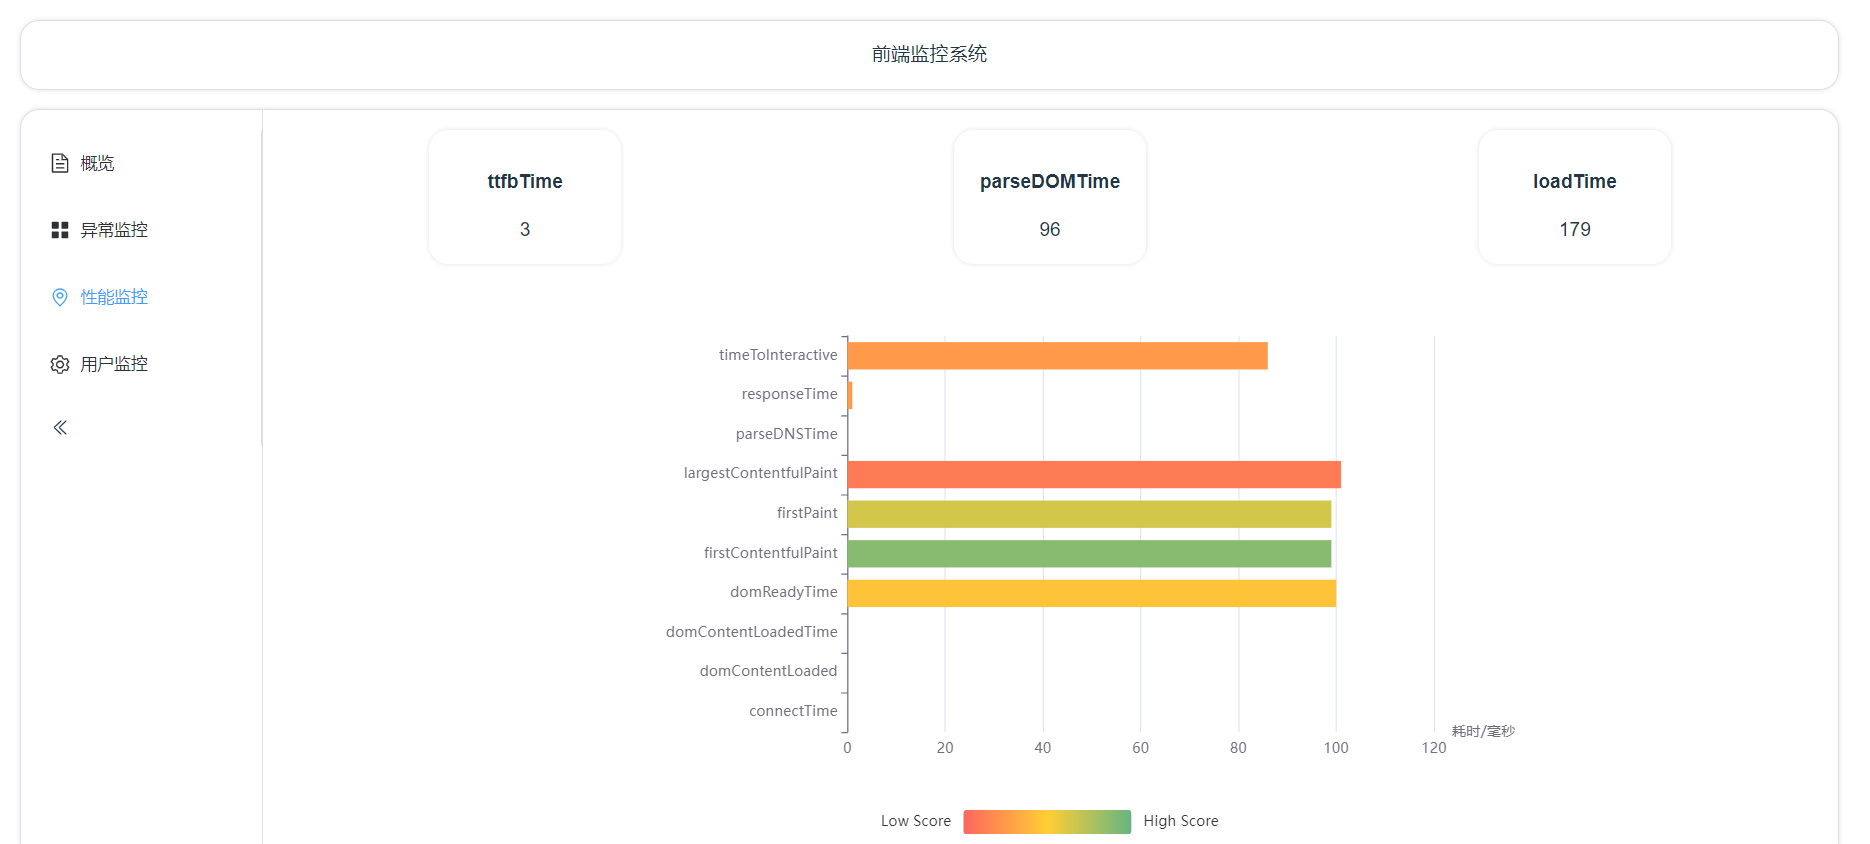 前端监控系统
概览
异常监控
性能监控
用户监控
ttfbTime
3
parseDOMTime
96
loadTime
179
timeToInteractive
responseTime
parseDNSTime
largestContentfulPaint
firstPaint
firstContentfulPaint
domReadyTime
domContentLoadedTime
domContentLoaded
connectTime
0 20 40 60 80 100 120
耗时/毫秒
Low Score
High Score